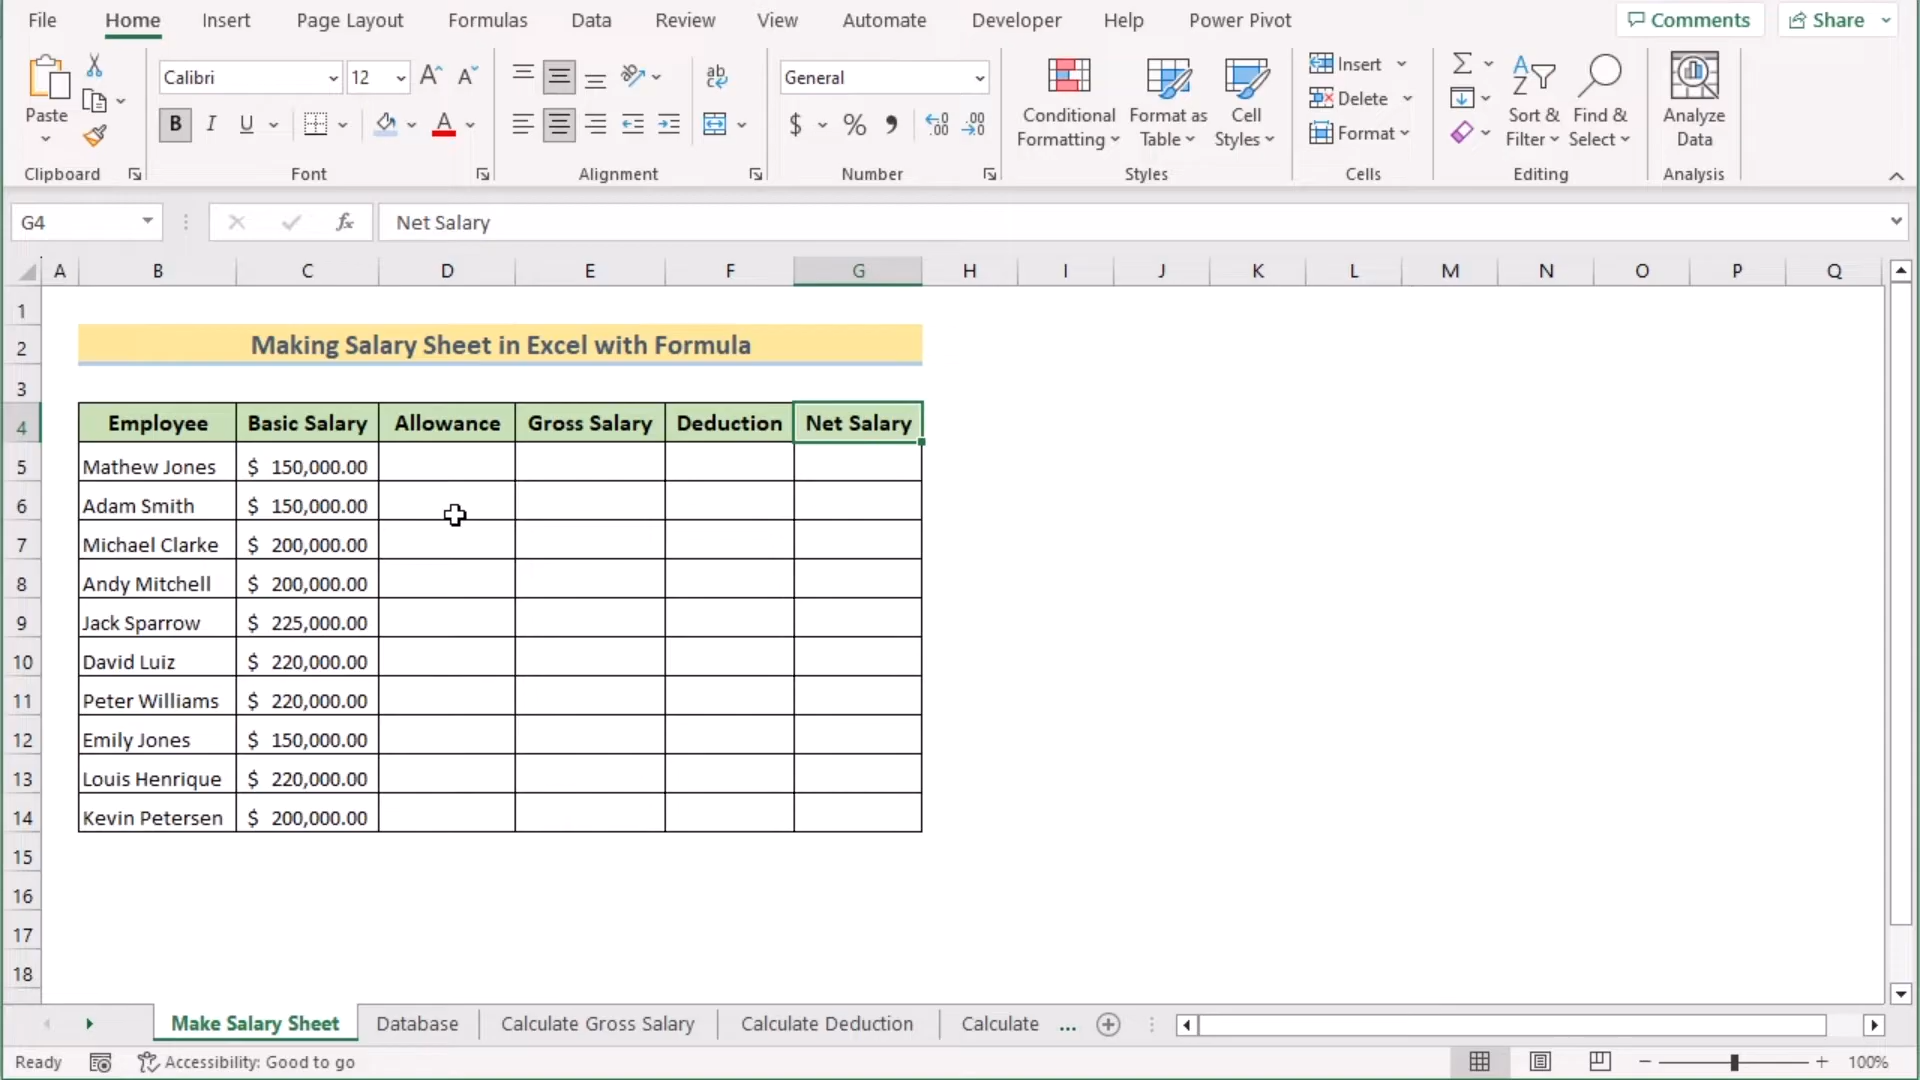 File Home Insert Page Layout Formulas Data Review View Automate Developer Help Power Pivot Comments Share
Paste
Clipboard
Calibri 12
B I U A
Font
ab
Alignment
General
$ % ,
Number
Conditional Formatting
Format as Table
Cell Styles
Styles
Insert
Delete
Format
Cells
Sort & Filter
Find & Select
Editing
Analyze Data
Analysis
G4 fx Net Salary
A B C D E F G H I J K L M N O P Q
1
2 Making Salary Sheet in Excel with Formula
3
4 Employee Basic Salary Allowance Gross Salary Deduction Net Salary
5 Mathew Jones $ 150,000.00
6 Adam Smith $ 150,000.00
7 Michael Clarke $ 200,000.00
8 Andy Mitchell $ 200,000.00
9 Jack Sparrow $ 225,000.00
10 David Luiz $ 220,000.00
11 Peter Williams $ 220,000.00
12 Emily Jones $ 150,000.00
13 Louis Henrique $ 220,000.00
14 Kevin Petersen $ 200,000.00
15
16
17
18
Make Salary Sheet Database Calculate Gross Salary Calculate Deduction Calculate ...
Ready Accessibility: Good to go 100%